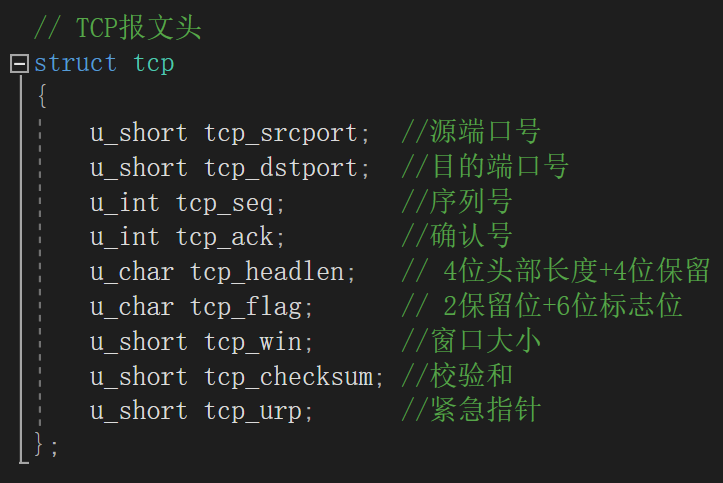 // TCP报文头
struct tcp
{
u_short tcp_srcport; //源端口号
u_short tcp_dstport; //目的端口号
u_int tcp_seq; //序列号
u_int tcp_ack; //确认号
u_char tcp_headlen; // 4位头部长度+4位保留
u_char tcp_flag; // 2保留位+6位标志位
u_short tcp_win; //窗口大小
u_short tcp_checksum; //校验和
u_short tcp_urp; //紧急指针
};